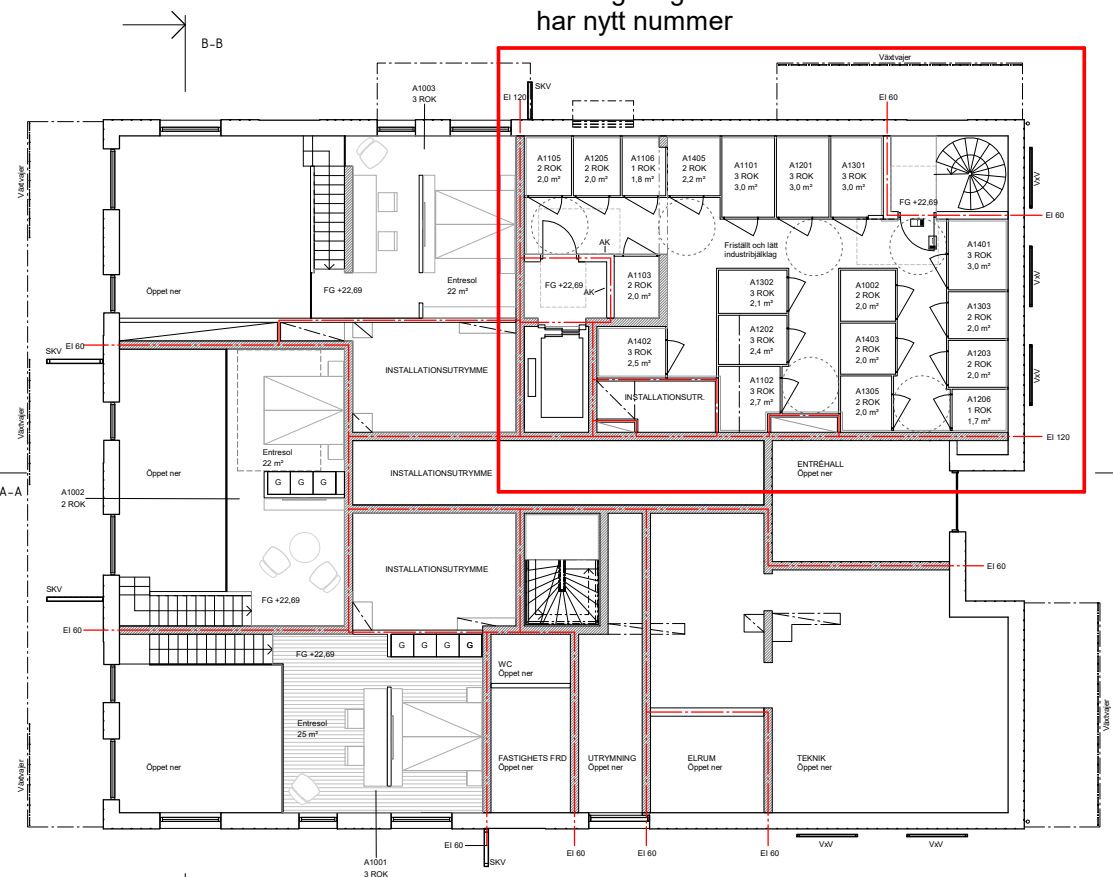 har nytt nummer
B-B
Växtvajer
A1003
3 ROK
EI 120
SKV
EI 60
Växtvajer
Växtvajer
A1105
2 ROK
2,0 m²
A1205
2 ROK
2,0 m²
A1106
1 ROK
1,8 m²
A1405
2 ROK
2,2 m²
A1101
3 ROK
3,0 m²
A1201
3 ROK
3,0 m²
A1301
3 ROK
3,0 m²
VxV
FG +22,69
EI 60
AK
Friställt och lätt
industribjälklag
A1401
3 ROK
3,0 m²
VxV
Öppet ner
FG +22,69
Entresol
22 m²
FG +22,69
AK
A1103
2 ROK
2,0 m²
A1302
3 ROK
2,1 m²
A1002
2 ROK
2,0 m²
A1303
2 ROK
2,0 m²
A1202
3 ROK
2,4 m²
A1403
2 ROK
2,0 m²
A1203
2 ROK
2,0 m²
VxV
EI 60
SKV
A1402
3 ROK
2,5 m²
INSTALLATIONSUTRYMME
INSTALLATIONSUTR.
A1102
3 ROK
2,7 m²
A1305
2 ROK
2,0 m²
A1206
1 ROK
1,7 m²
EI 120
Växtvajer
Öppet ner
Entresol
22 m²
G G G
INSTALLATIONSUTRYMME
ENTRÉHALL
Öppet ner
A-A
A1002
2 ROK
INSTALLATIONSUTRYMME
EI 60
SKV
FG +22,69
EI 60
FG +22,69
G G G G
WC
Öppet ner
Växtvajer
Växtvajer
Öppet ner
Entresol
25 m²
FASTIGHETS FRD
Öppet ner
UTRYMNING
Öppet ner
ELRUM
Öppet ner
TEKNIK
Öppet ner
EI 60
SKV
EI 60
EI 60
EI 60
VxV
VxV
A1001
3 ROK